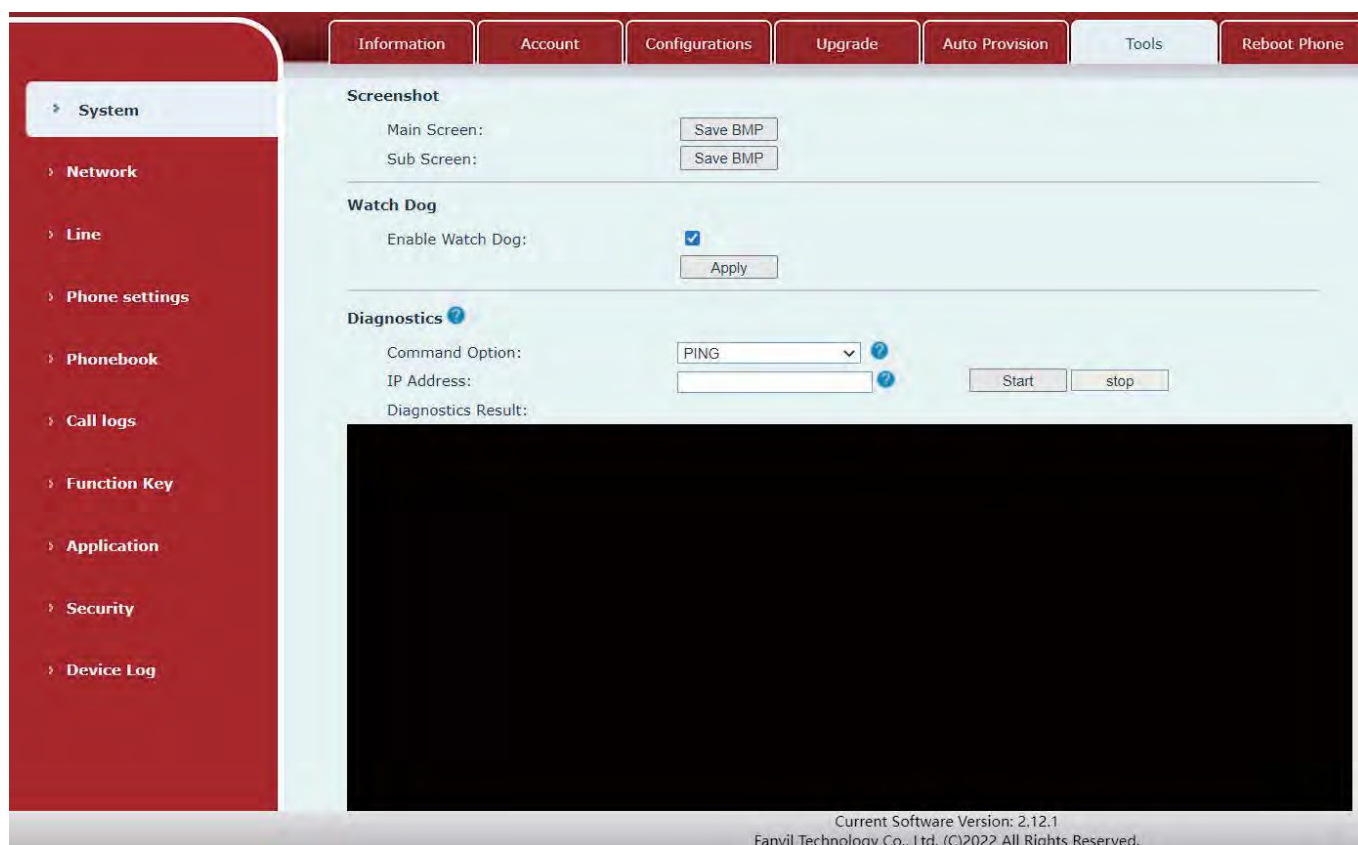 Information Account Configurations Upgrade Auto Provision Tools Reboot Phone
System
Network
Line
Phone settings
Phonebook
Call logs
Function Key
Application
Security
Device Log
Screenshot
Main Screen: Save BMP
Sub Screen: Save BMP
Watch Dog
Enable Watch Dog:
Apply
Diagnostics
Command Option: PING
IP Address: Start stop
Diagnostics Result:
Current Software Version: 2.12.1
Fanvil Technology Co., Ltd. (C)2022 All Rights Reserved.